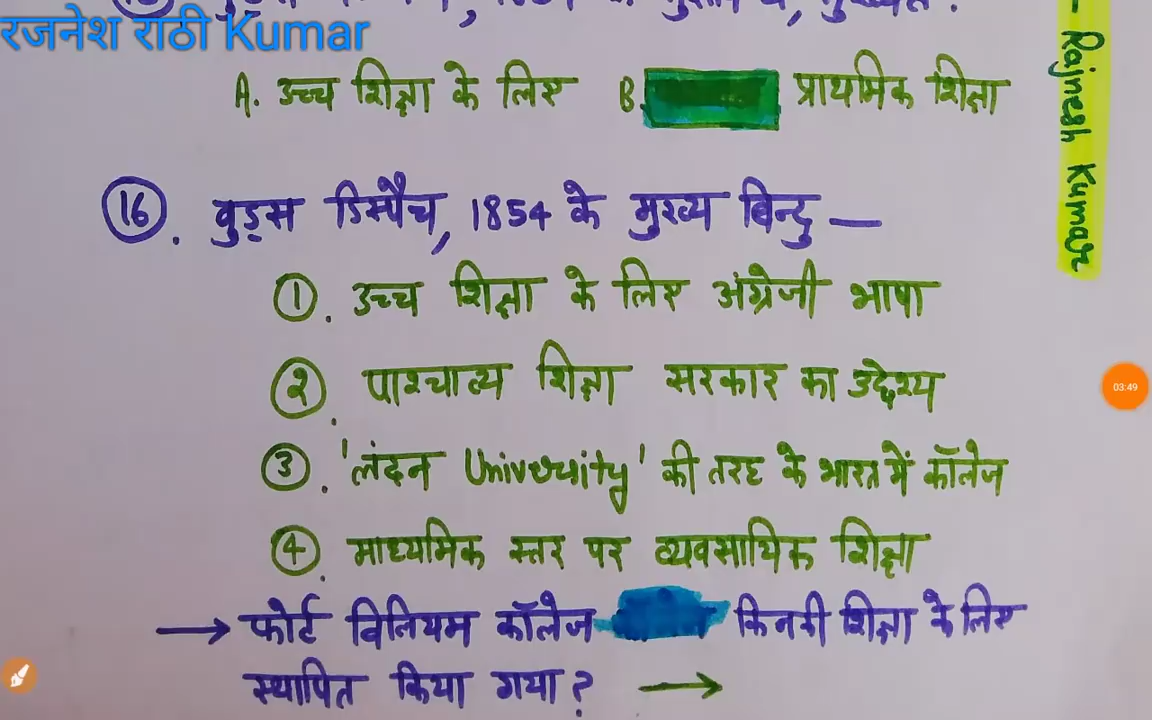 रजनेश राठी Kumar
A. उच्च शिक्षा के लिए B. प्राथमिक शिक्षा
Rajnesh Kumar
16. वुड्स डिस्पैच, 1854 के मुख्य बिन्दु —
1. उच्च शिक्षा के लिए अंग्रेजी भाषा
2. पाश्चात्य शिक्षा सरकार का उद्देश्य
3. 'लंदन University' की तरह के भारत में कॉलेज
03:49
4. माध्यमिक स्तर पर व्यवसायिक शिक्षा
→ फोर्ट विलियम कॉलेज किनकी शिक्षा के लिए
स्थापित किया गया? →